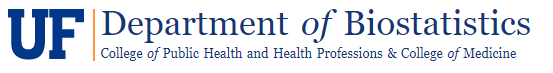 UF Department of Biostatistics
College of Public Health and Health Professions & College of Medicine